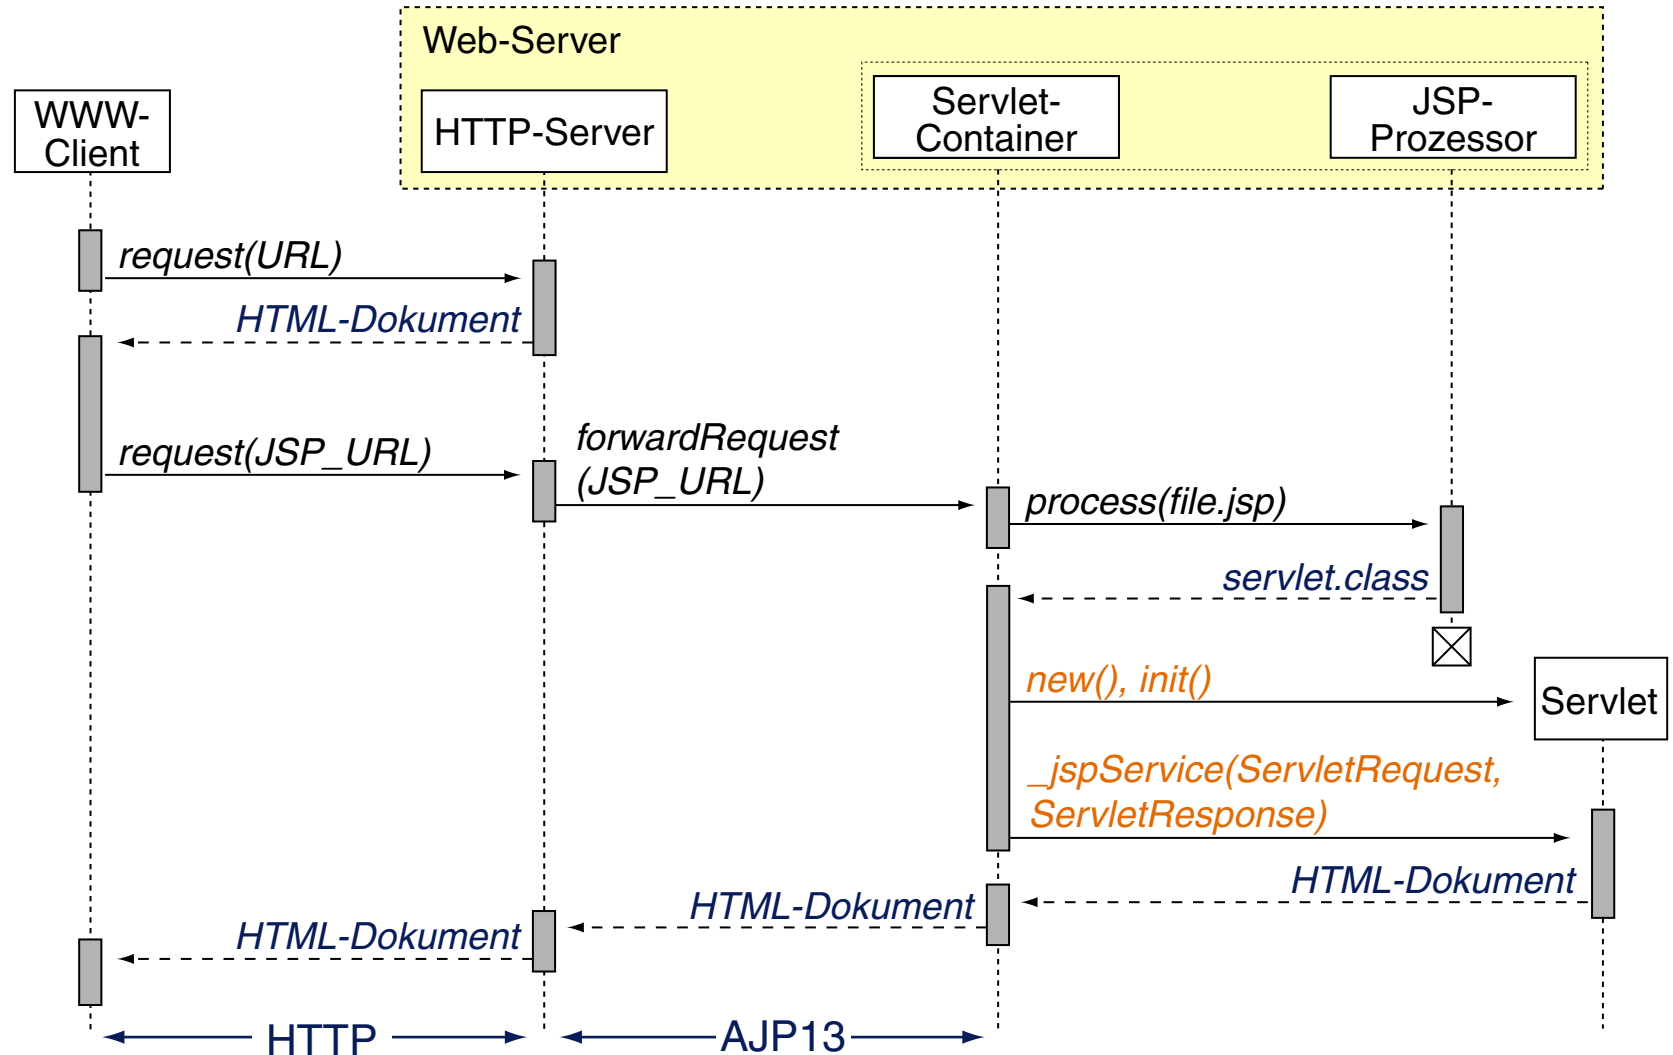 Web-Server
WWW-
Client
HTTP-Server
Servlet-
Container
JSP-
Prozessor
request(URL)
HTML-Dokument
request(JSP_URL)
forwardRequest
(JSP_URL)
process(file.jsp)
servlet.class
new(), init()
Servlet
_jspService(ServletRequest,
ServletResponse)
HTML-Dokument
HTML-Dokument
HTML-Dokument
HTTP
AJP13